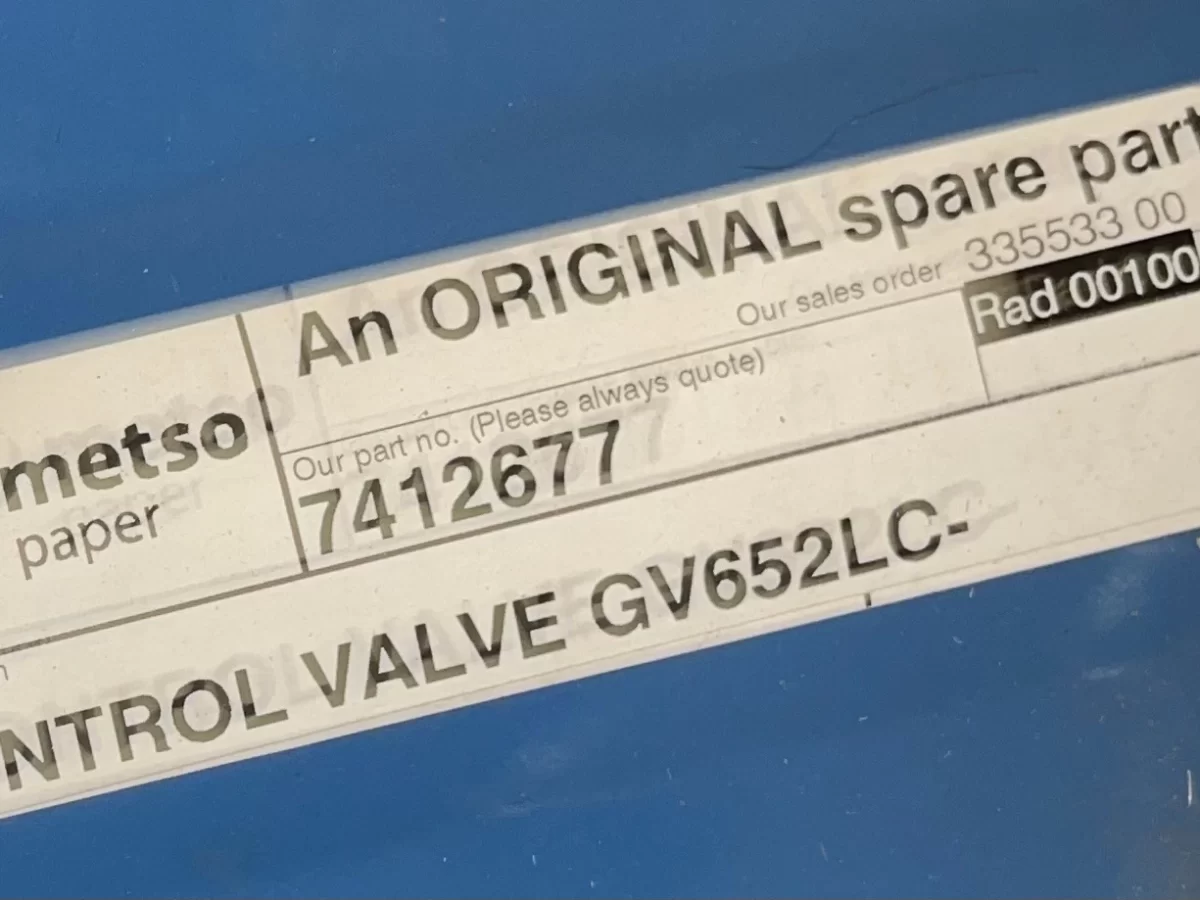 An ORIGINAL spare part
Our sales order 335533 00
Rad 00100
metso
paper
Our part no. (Please always quote)
7412677
NTROL VALVE GV652LC-